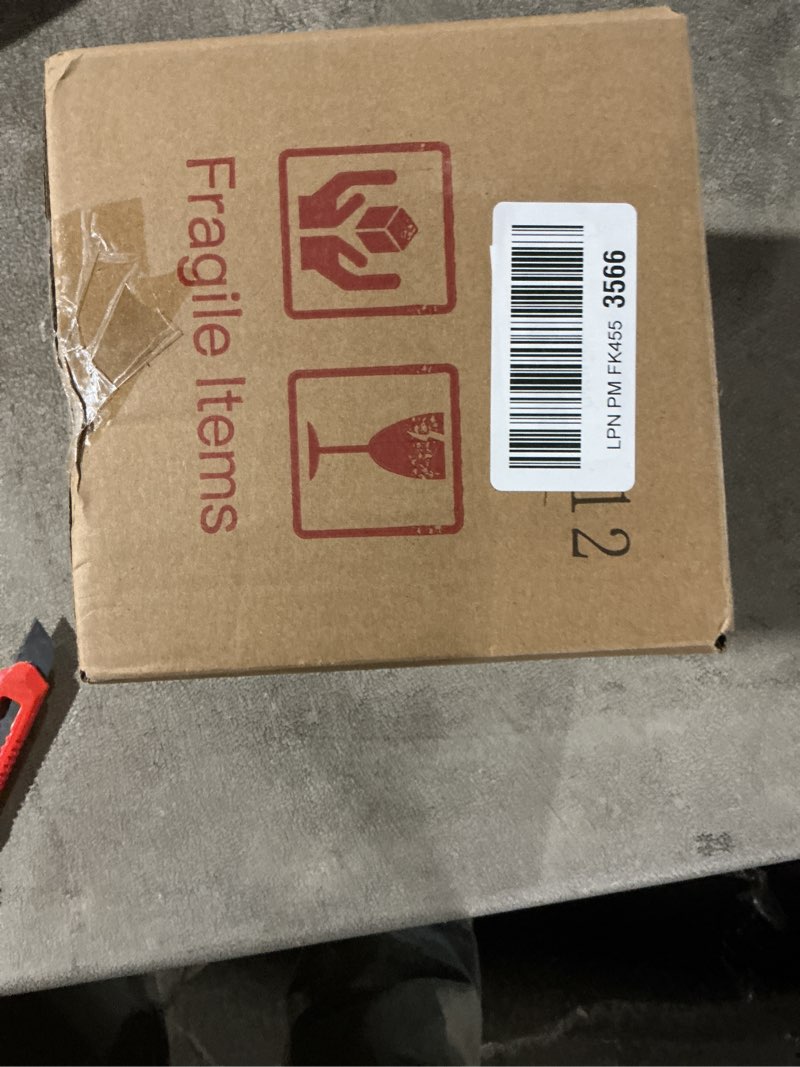 Fragile Items
LPN PM FK455 3566
12